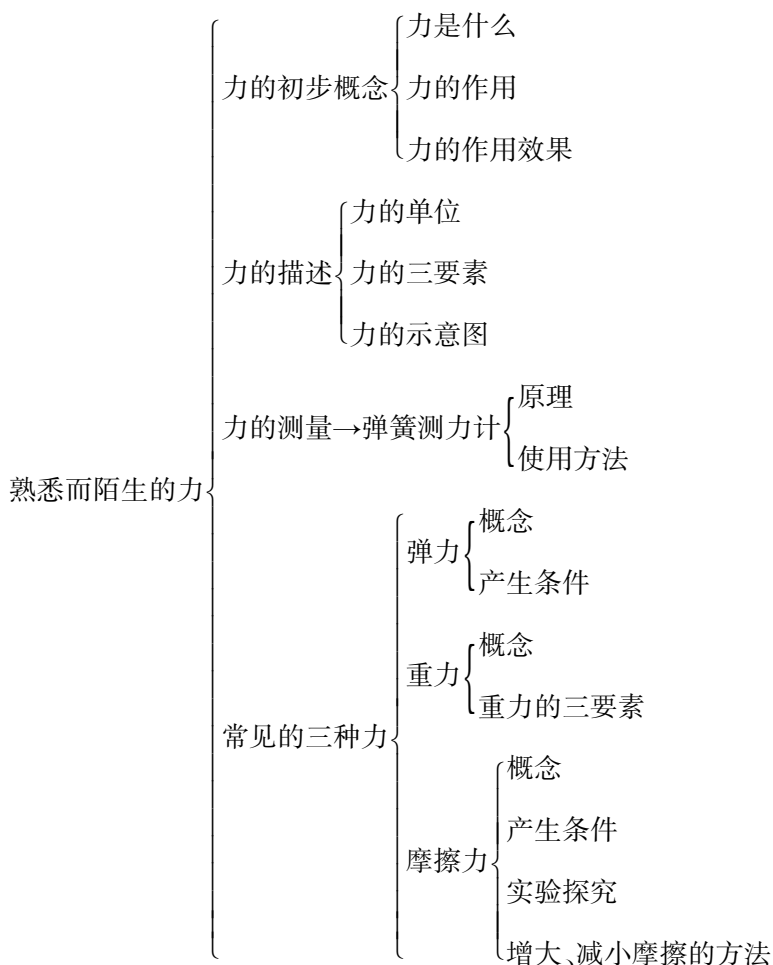 熟悉而陌生的力
力的初步概念
力是什么
力的作用
力的作用效果
力的描述
力的单位
力的三要素
力的示意图
力的测量→弹簧测力计
原理
使用方法
常见的三种力
弹力
概念
产生条件
重力
概念
重力的三要素
摩擦力
概念
产生条件
实验探究
增大、减小摩擦的方法